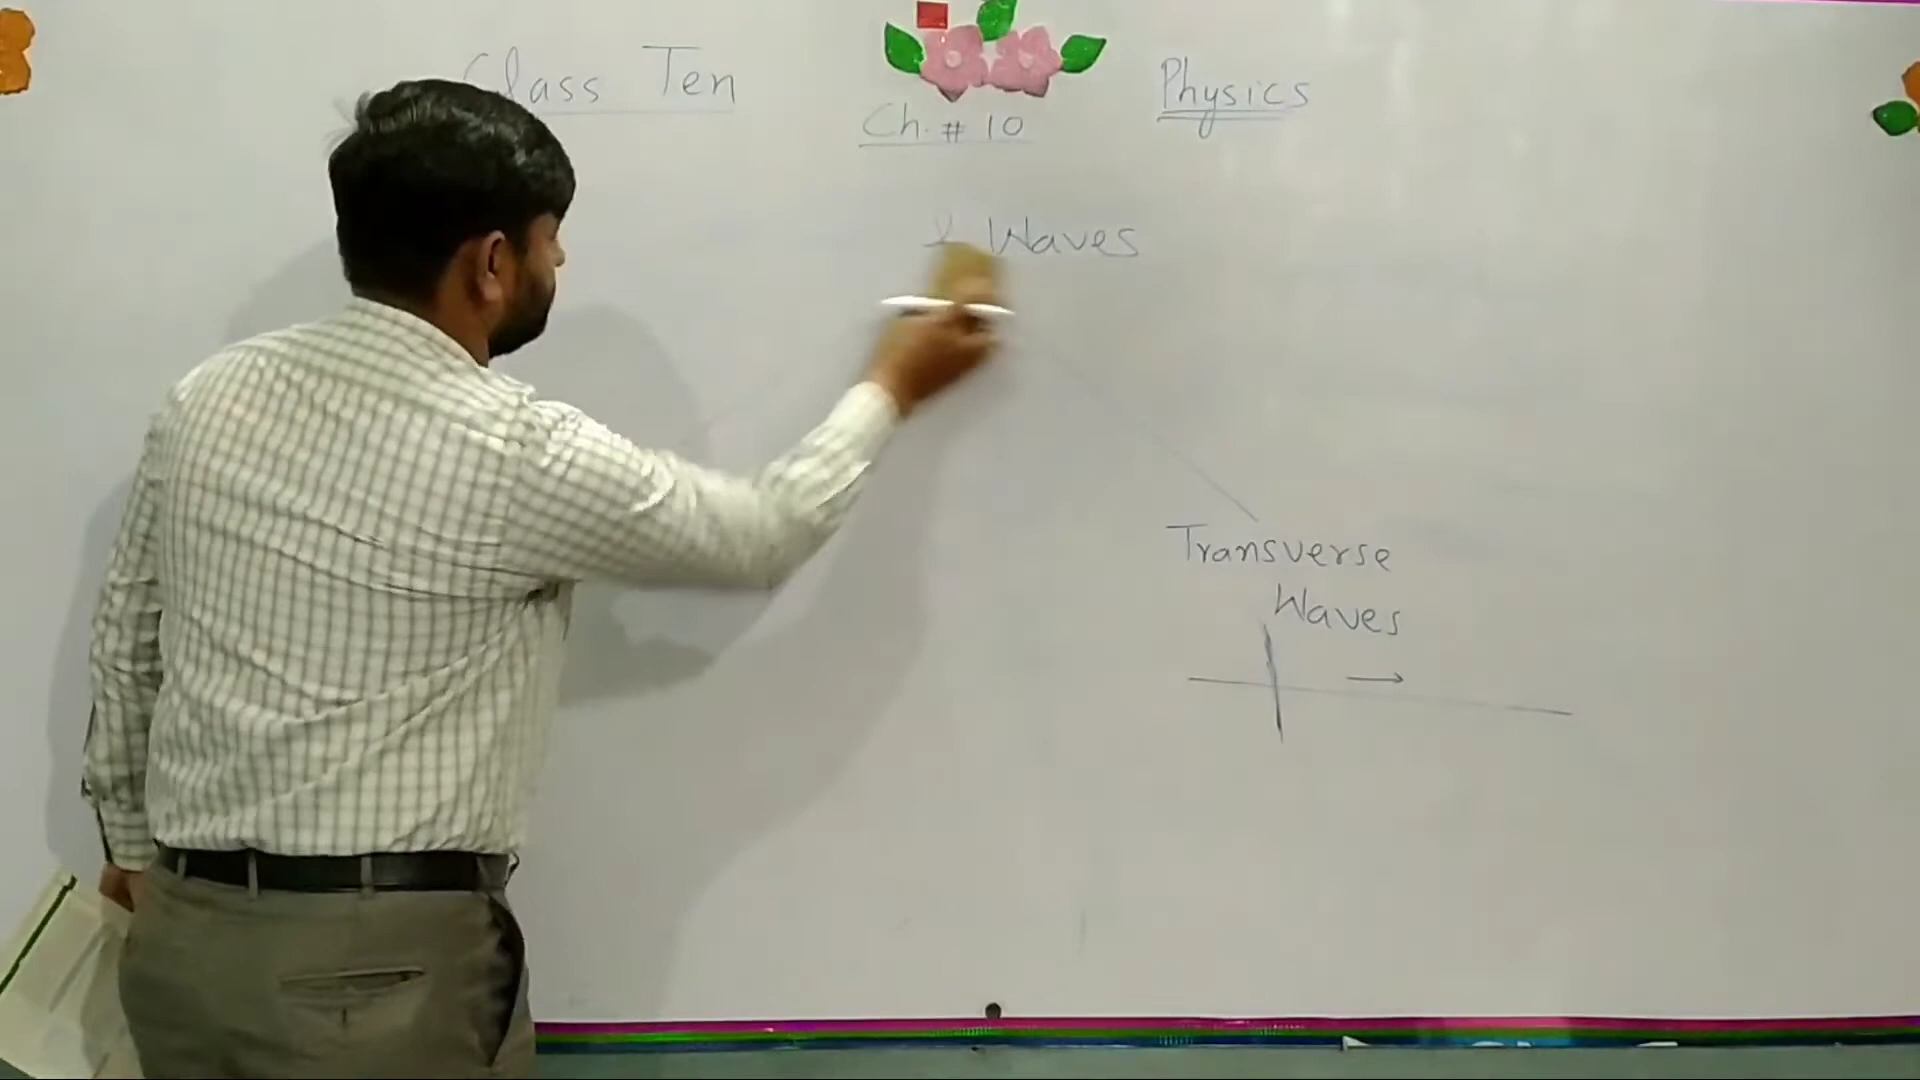 Class Ten
Physics
Ch. # 10
Waves
Transverse
Waves